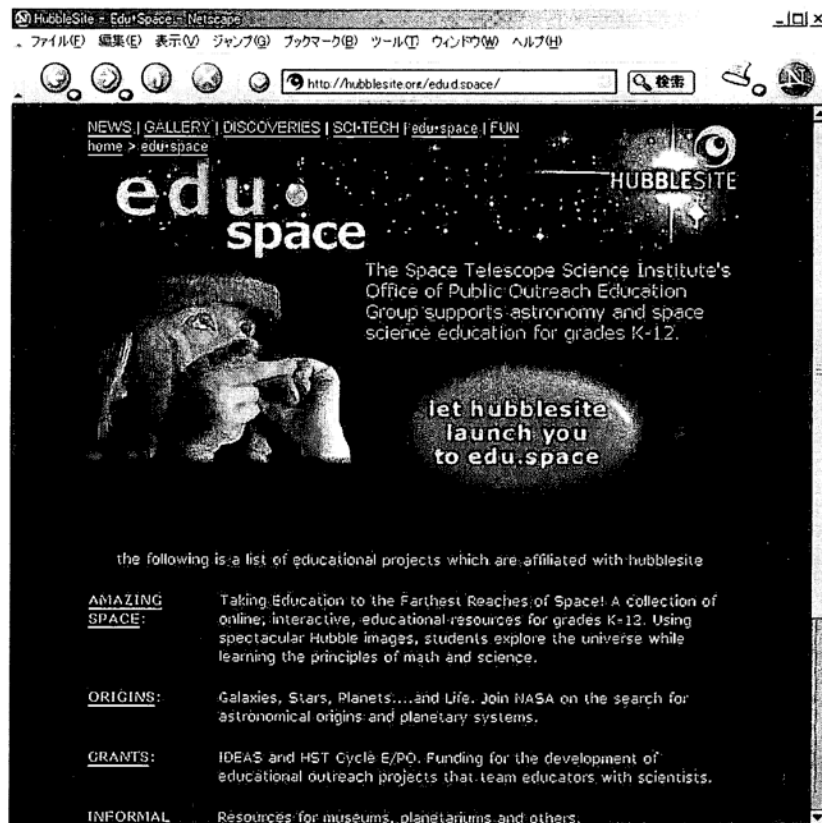 HubbleSite - Edu•Space - Netscape
ファイル(F) 編集(E) 表示(V) ジャンプ(G) ブックマーク(B) ツール(T) ウィンドウ(W) ヘルプ(H)
http://hubblesite.org/edu.d.space/ 検索 N
NEWS | GALLERY | DISCOVERIES | SCI-TECH | edu•space | FUN
home > edu•space
edu
space
HUBBLESITE
The Space Telescope Science Institute's
Office of Public Outreach Education
Group supports astronomy and space
science education for grades K-12.
let hubblesite
launch you
to edu.space
the following is a list of educational projects which are affiliated with hubblesite
AMAZING Taking Education to the Farthest Reaches of Space! A collection of
SPACE: online, interactive, educational resources for grades K-12. Using
spectacular Hubble images, students explore the universe while
learning the principles of math and science.
ORIGINS: Galaxies, Stars, Planets....and Life. Join NASA on the search for
astronomical origins and planetary systems.
GRANTS: IDEAS and HST Cycle E/PO. Funding for the development of
educational outreach projects that team educators with scientists.
INFORMAL Resources for museums, planetariums and others.